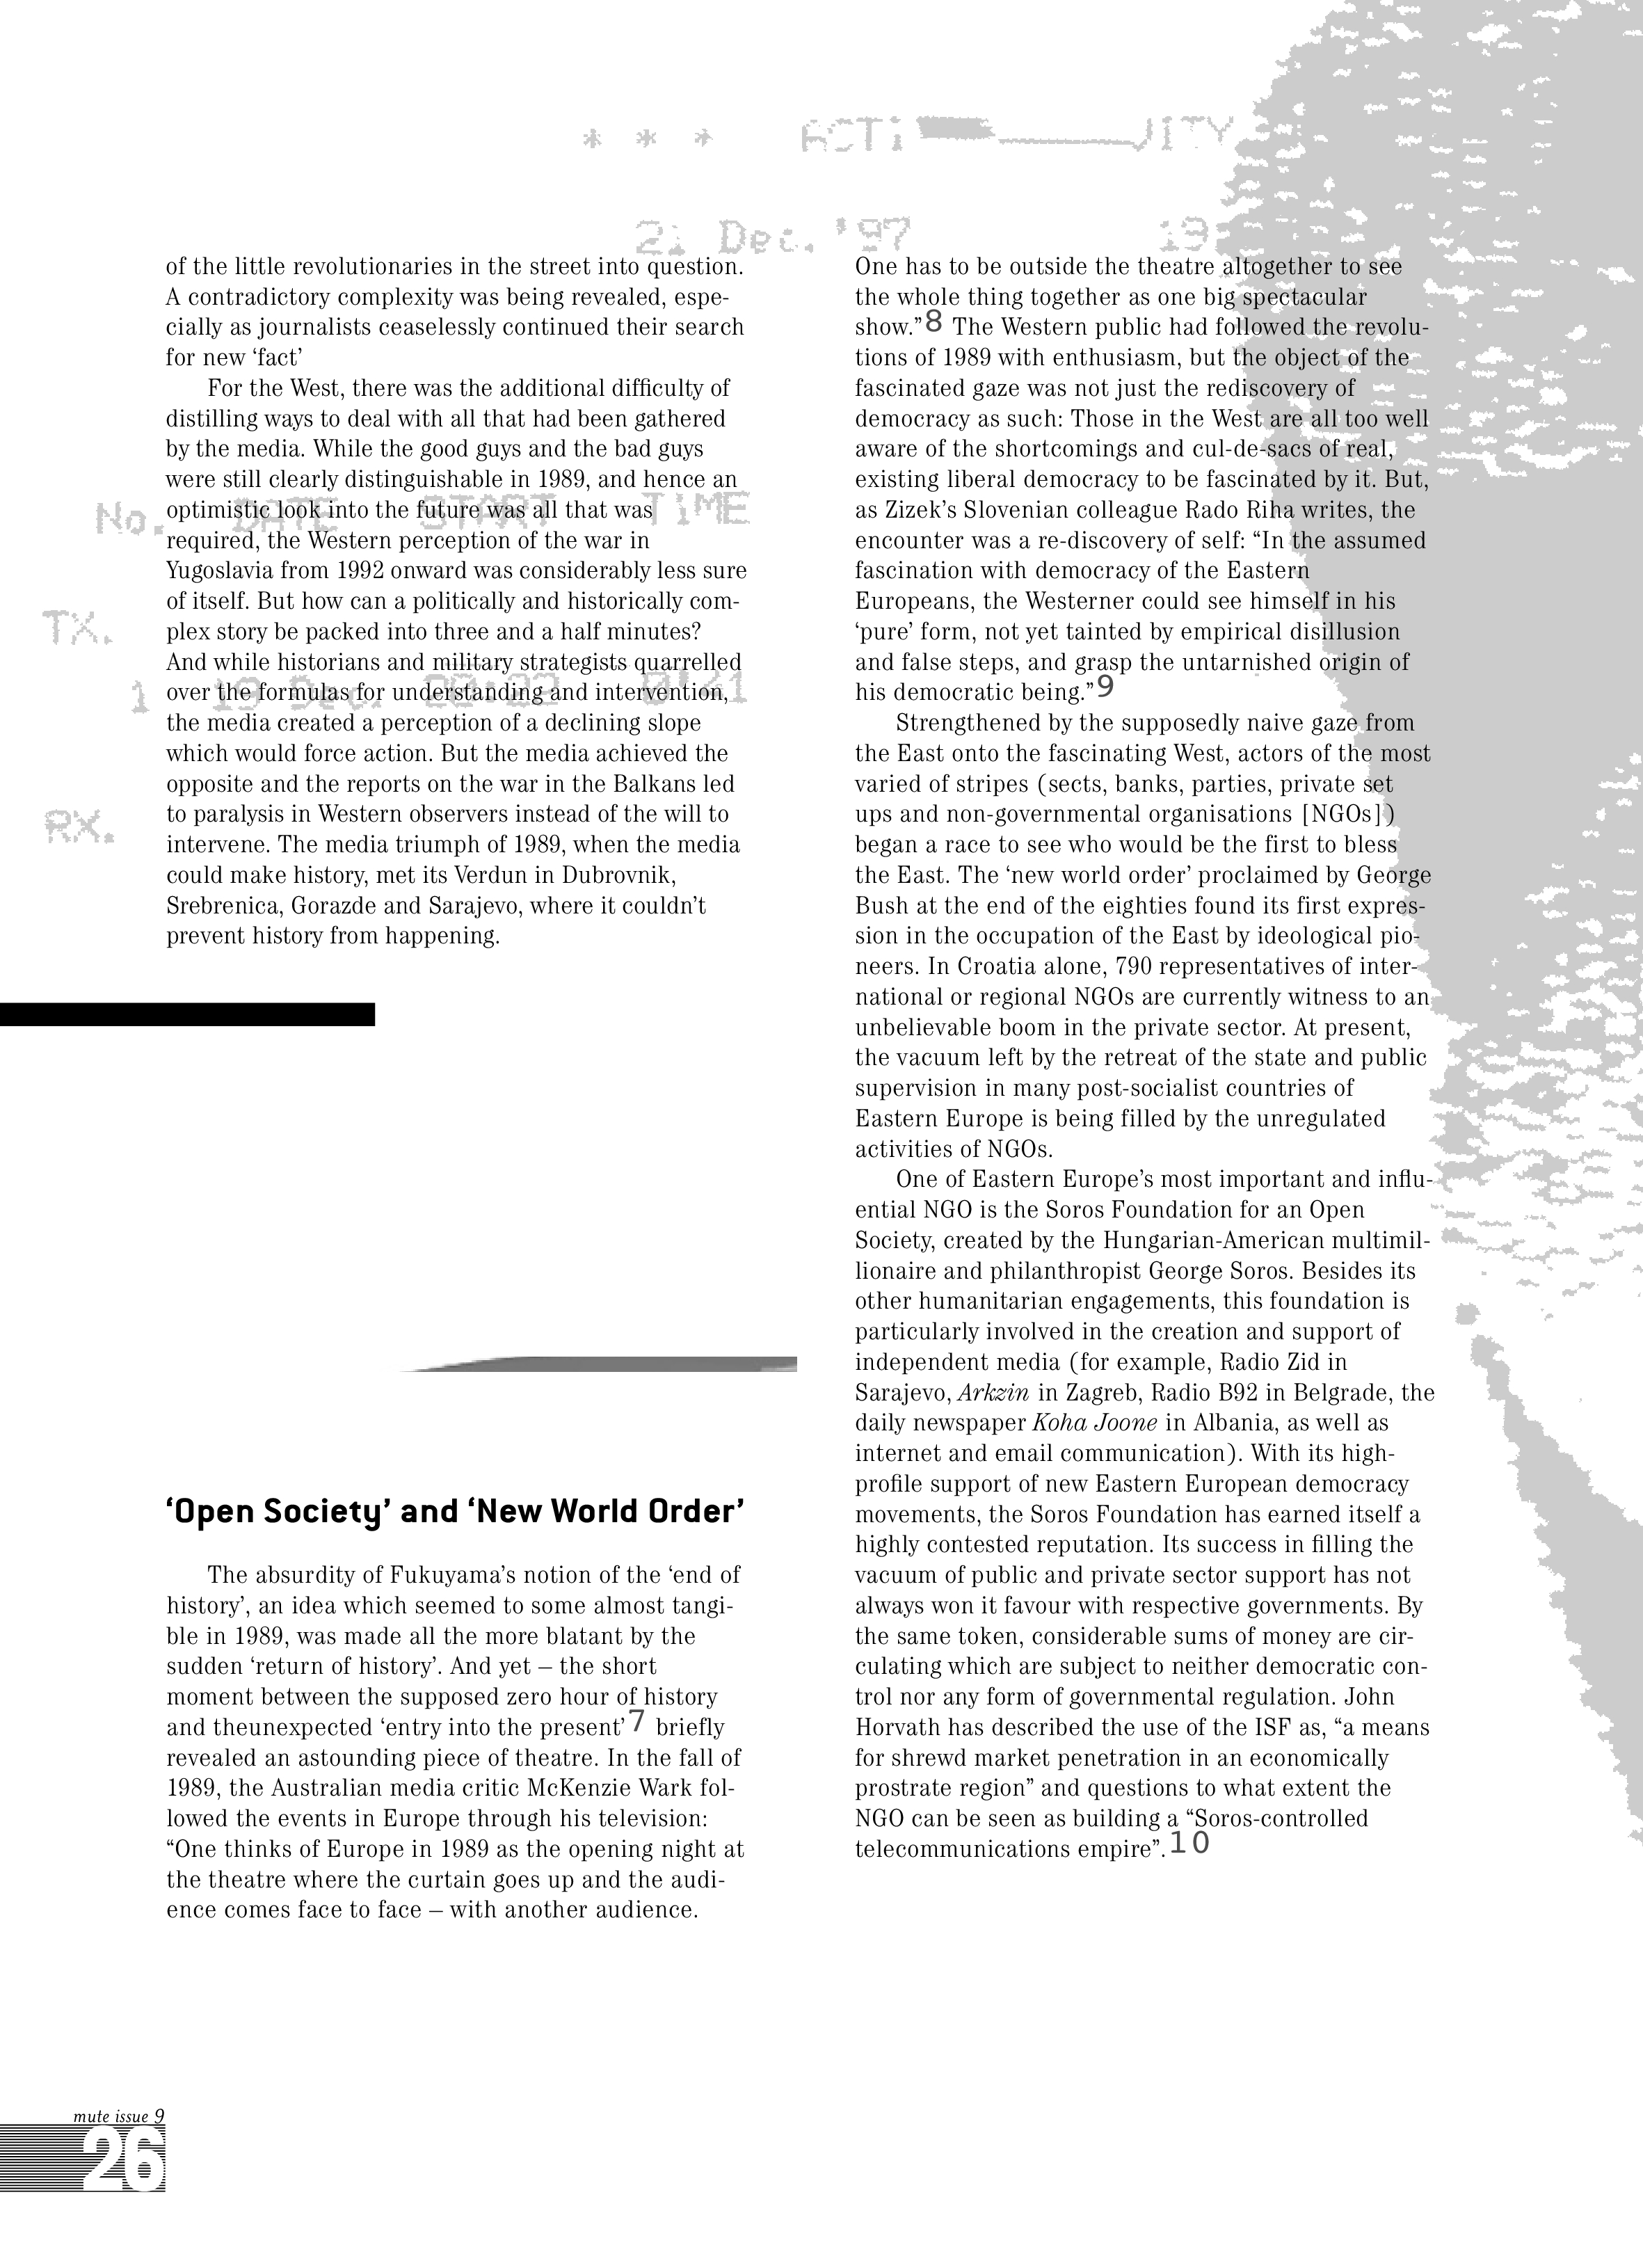 * * * ACTi JITY
21 Dec. '97 19
of the little revolutionaries in the street into question.
A contradictory complexity was being revealed, espe-
cially as journalists ceaselessly continued their search
for new ‘fact’
For the West, there was the additional difficulty of
distilling ways to deal with all that had been gathered
by the media. While the good guys and the bad guys
were still clearly distinguishable in 1989, and hence an
optimistic look into the future was all that was
required, the Western perception of the war in
Yugoslavia from 1992 onward was considerably less sure
of itself. But how can a politically and historically com-
plex story be packed into three and a half minutes?
And while historians and military strategists quarrelled
over the formulas for understanding and intervention,
the media created a perception of a declining slope
which would force action. But the media achieved the
opposite and the reports on the war in the Balkans led
to paralysis in Western observers instead of the will to
intervene. The media triumph of 1989, when the media
could make history, met its Verdun in Dubrovnik,
Srebrenica, Gorazde and Sarajevo, where it couldn’t
prevent history from happening.
No. DATE START TIME
TX.
1 19 Dec. 22:22 0'41
RX.
‘Open Society’ and ‘New World Order’
The absurdity of Fukuyama’s notion of the ‘end of
history’, an idea which seemed to some almost tangi-
ble in 1989, was made all the more blatant by the
sudden ‘return of history’. And yet – the short
moment between the supposed zero hour of history
and theunexpected ‘entry into the present’7 briefly
revealed an astounding piece of theatre. In the fall of
1989, the Australian media critic McKenzie Wark fol-
lowed the events in Europe through his television:
“One thinks of Europe in 1989 as the opening night at
the theatre where the curtain goes up and the audi-
ence comes face to face – with another audience.
One has to be outside the theatre altogether to see
the whole thing together as one big spectacular
show.”8 The Western public had followed the revolu-
tions of 1989 with enthusiasm, but the object of the
fascinated gaze was not just the rediscovery of
democracy as such: Those in the West are all too well
aware of the shortcomings and cul-de-sacs of real,
existing liberal democracy to be fascinated by it. But,
as Zizek’s Slovenian colleague Rado Riha writes, the
encounter was a re-discovery of self: “In the assumed
fascination with democracy of the Eastern
Europeans, the Westerner could see himself in his
‘pure’ form, not yet tainted by empirical disillusion
and false steps, and grasp the untarnished origin of
his democratic being.”9
Strengthened by the supposedly naive gaze from
the East onto the fascinating West, actors of the most
varied of stripes (sects, banks, parties, private set
ups and non-governmental organisations [NGOs])
began a race to see who would be the first to bless
the East. The ‘new world order’ proclaimed by George
Bush at the end of the eighties found its first expres-
sion in the occupation of the East by ideological pio-
neers. In Croatia alone, 790 representatives of inter-
national or regional NGOs are currently witness to an
unbelievable boom in the private sector. At present,
the vacuum left by the retreat of the state and public
supervision in many post-socialist countries of
Eastern Europe is being filled by the unregulated
activities of NGOs.
One of Eastern Europe’s most important and influ-
ential NGO is the Soros Foundation for an Open
Society, created by the Hungarian-American multimil-
lionaire and philanthropist George Soros. Besides its
other humanitarian engagements, this foundation is
particularly involved in the creation and support of
independent media (for example, Radio Zid in
Sarajevo, Arkzin in Zagreb, Radio B92 in Belgrade, the
daily newspaper Koha Joone in Albania, as well as
internet and email communication). With its high-
profile support of new Eastern European democracy
movements, the Soros Foundation has earned itself a
highly contested reputation. Its success in filling the
vacuum of public and private sector support has not
always won it favour with respective governments. By
the same token, considerable sums of money are cir-
culating which are subject to neither democratic con-
trol nor any form of governmental regulation. John
Horvath has described the use of the ISF as, “a means
for shrewd market penetration in an economically
prostrate region” and questions to what extent the
NGO can be seen as building a “Soros-controlled
telecommunications empire”.10
mute issue 9
26